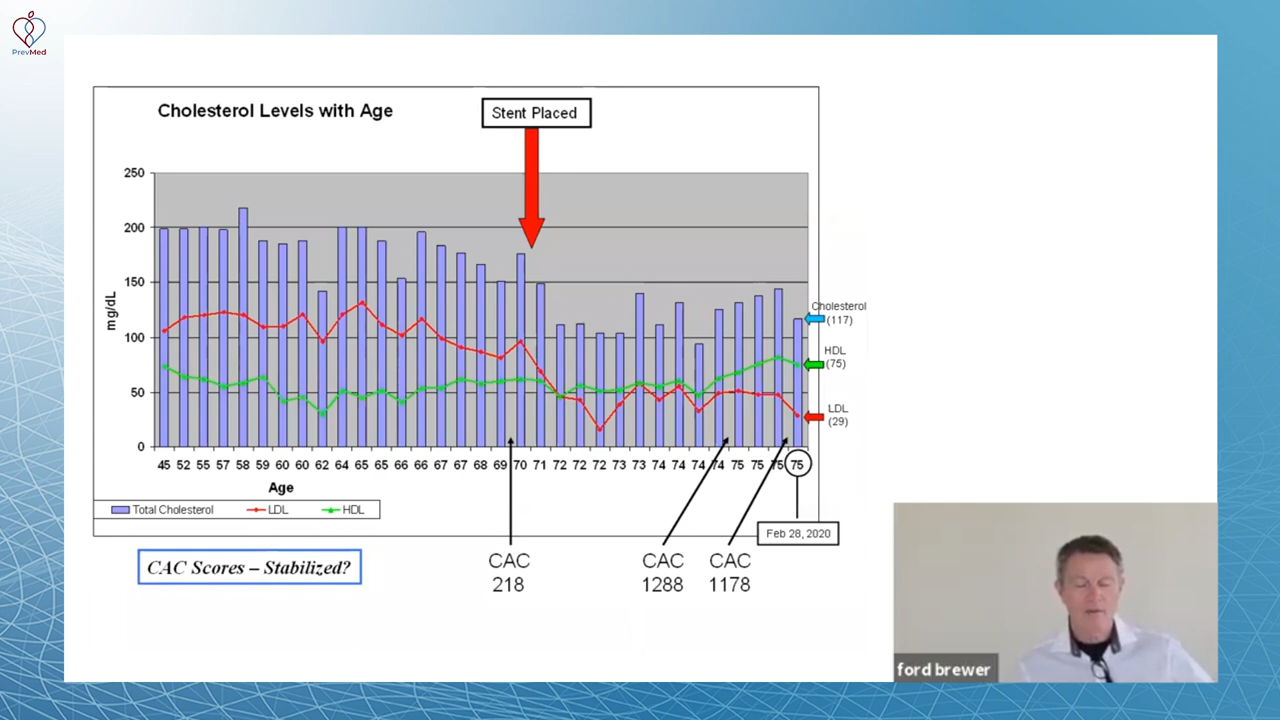 PrevMed
Cholesterol Levels with Age
Stent Placed
250
200
150
100
50
0
mg/dL
45 52 55 57 58 59 60 60 62 64 65 65 66 66 67 67 68 69 70 71 72 72 72 73 73 74 74 74 74 75 75 75 75
Age
Total Cholesterol LDL HDL
Cholesterol
(117)
HDL
(75)
LDL
(29)
Feb 28, 2020
CAC Scores – Stabilized?
CAC
218
CAC
1288
CAC
1178
ford brewer